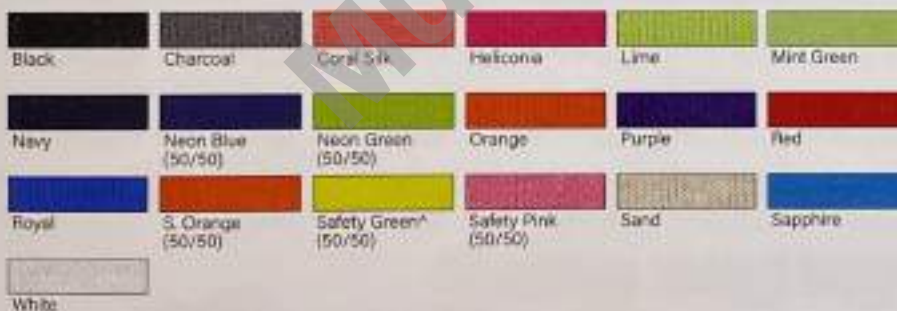 Black Charcoal Coral Silk Heliconia Lime Mint Green
Navy Neon Blue Neon Green Orange Purple Red
(50/50) (50/50)
Royal S. Orange Safety Green^ Safety Pink Sand Sapphire
(50/50) (50/50) (50/50)
White